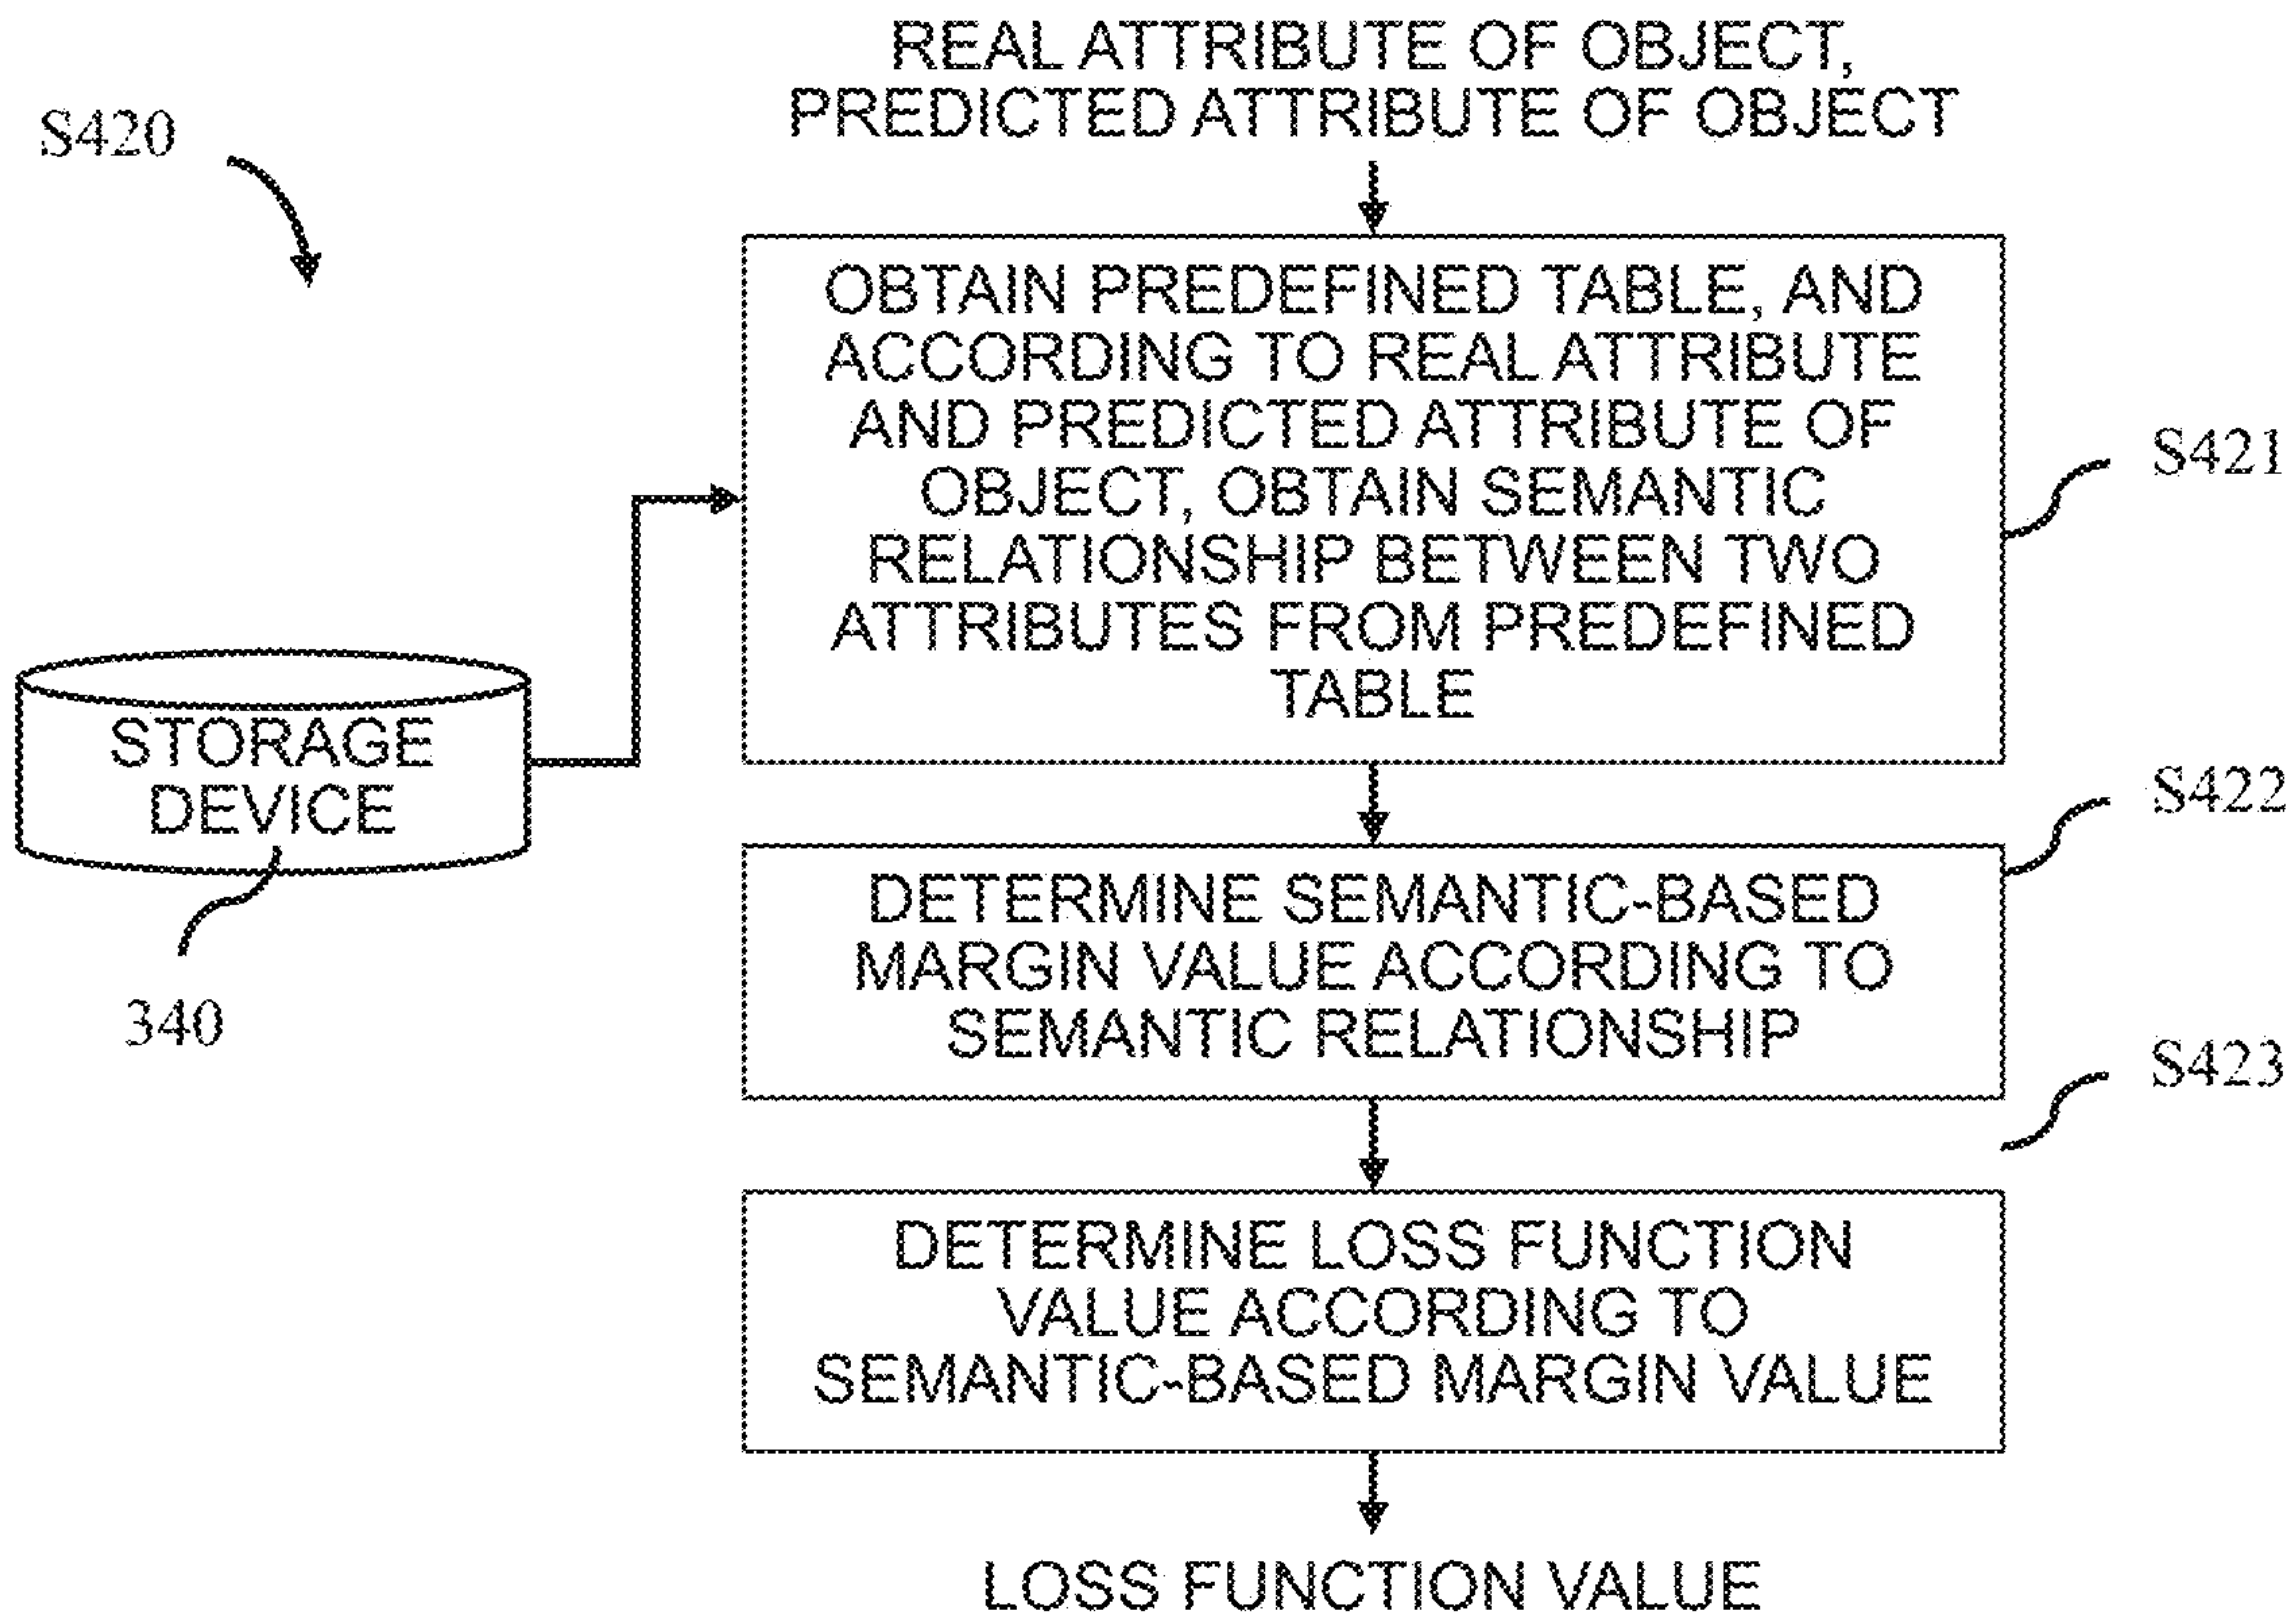 REAL ATTRIBUTE OF OBJECT,
PREDICTED ATTRIBUTE OF OBJECT
S420
OBTAIN PREDEFINED TABLE, AND
ACCORDING TO REAL ATTRIBUTE
AND PREDICTED ATTRIBUTE OF
OBJECT, OBTAIN SEMANTIC
RELATIONSHIP BETWEEN TWO
ATTRIBUTES FROM PREDEFINED
TABLE
S421
STORAGE
DEVICE
340
S422
DETERMINE SEMANTIC-BASED
MARGIN VALUE ACCORDING TO
SEMANTIC RELATIONSHIP
S423
DETERMINE LOSS FUNCTION
VALUE ACCORDING TO
SEMANTIC-BASED MARGIN VALUE
LOSS FUNCTION VALUE